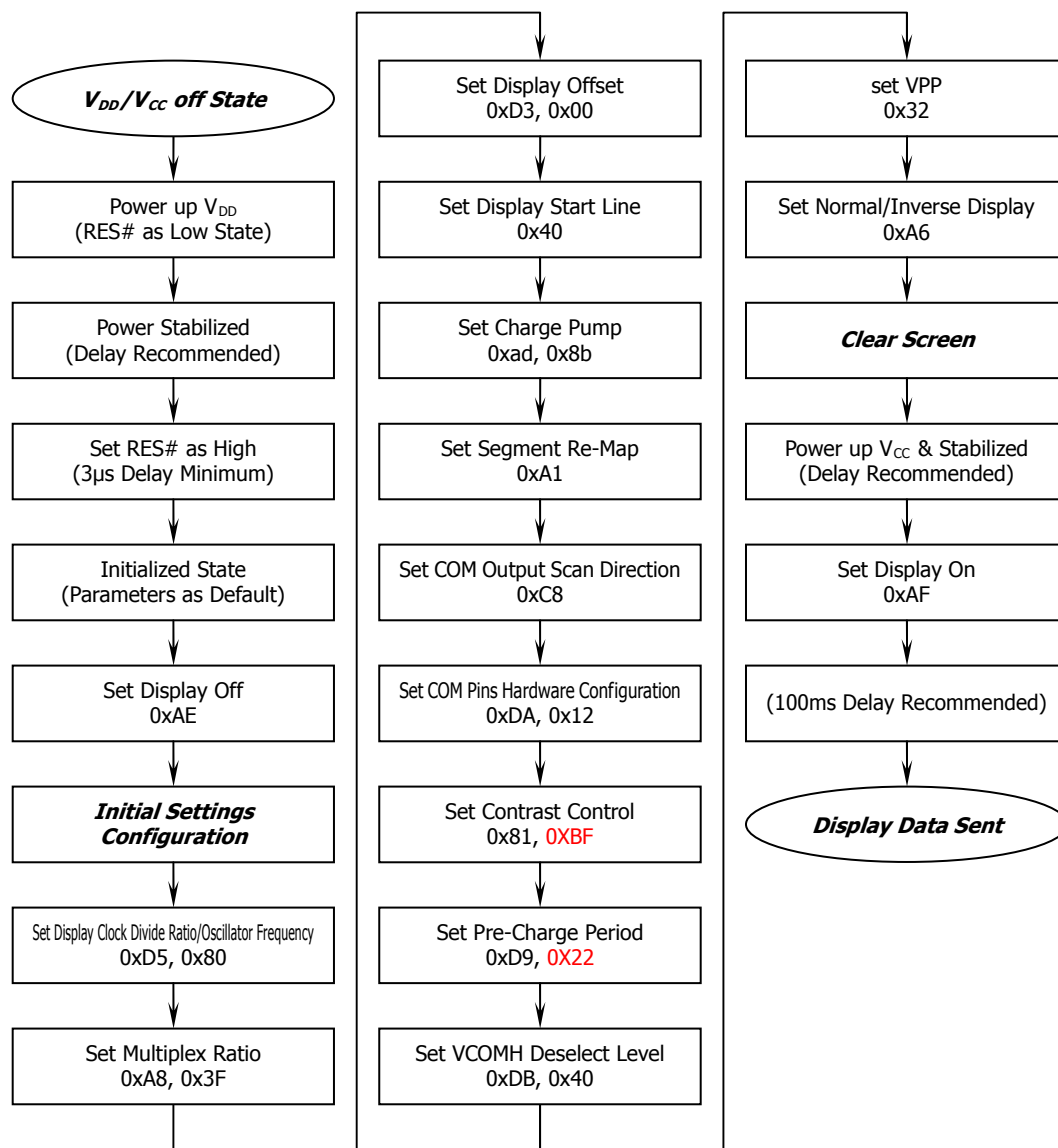 V_DD/V_CC off State
Power up V_DD
(RES# as Low State)
Power Stabilized
(Delay Recommended)
Set RES# as High
(3µs Delay Minimum)
Initialized State
(Parameters as Default)
Set Display Off
0xAE
Initial Settings
Configuration
Set Display Clock Divide Ratio/Oscillator Frequency
0xD5, 0x80
Set Multiplex Ratio
0xA8, 0x3F
Set Display Offset
0xD3, 0x00
Set Display Start Line
0x40
Set Charge Pump
0xad, 0x8b
Set Segment Re-Map
0xA1
Set COM Output Scan Direction
0xC8
Set COM Pins Hardware Configuration
0xDA, 0x12
Set Contrast Control
0x81, 0XBF
Set Pre-Charge Period
0xD9, 0X22
Set VCOMH Deselect Level
0xDB, 0x40
set VPP
0x32
Set Normal/Inverse Display
0xA6
Clear Screen
Power up V_CC & Stabilized
(Delay Recommended)
Set Display On
0xAF
(100ms Delay Recommended)
Display Data Sent